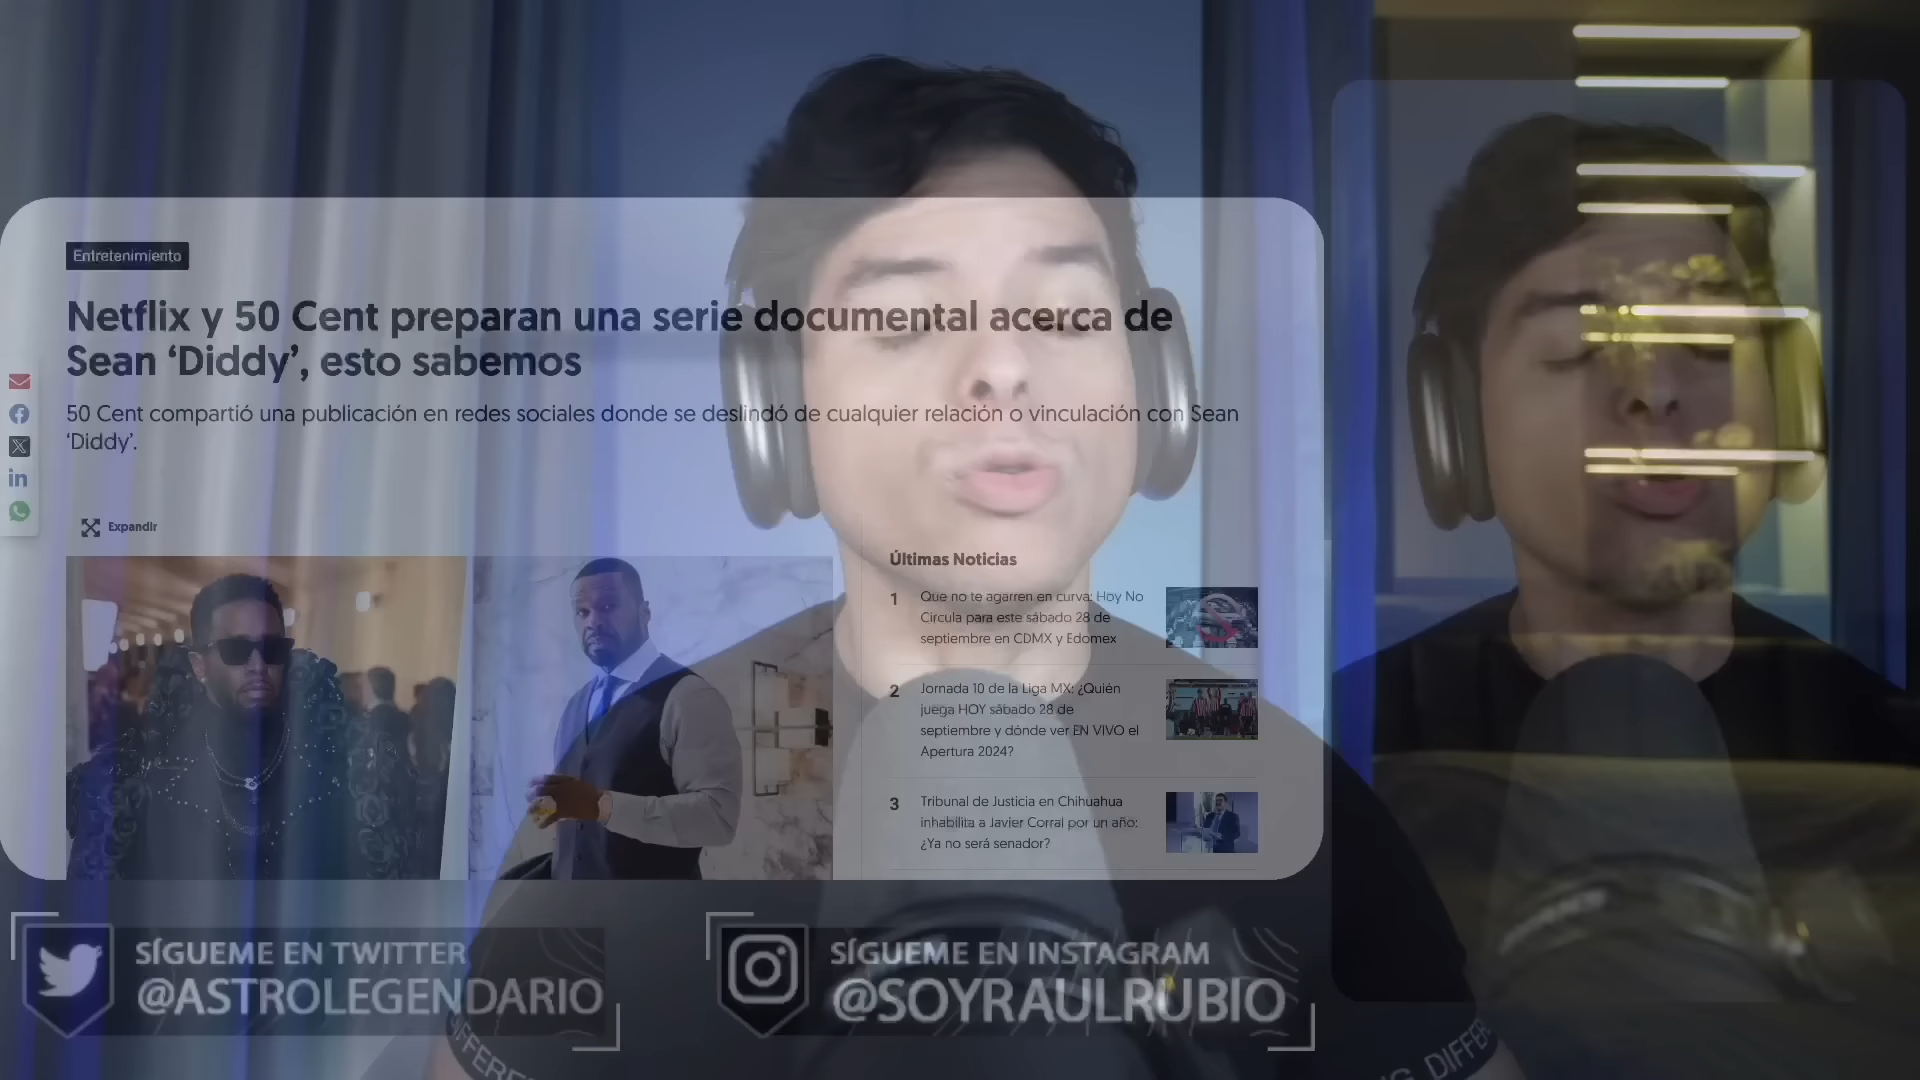 Entretenimiento
Netflix y 50 Cent preparan una serie documental acerca de
Sean ‘Diddy’, esto sabemos
50 Cent compartió una publicación en redes sociales donde se deslindó de cualquier relación o vinculación con Sean
‘Diddy’.
Expandir
Últimas Noticias
1 Que no te agarren en curva: Hoy No
Circula para este sábado 28 de
septiembre en CDMX y Edomex
2 Jornada 10 de la Liga MX: ¿Quién
juega HOY sábado 28 de
septiembre y dónde ver EN VIVO el
Apertura 2024?
3 Tribunal de Justicia en Chihuahua
inhabilita a Javier Corral por un año:
¿Ya no será senador?
SÍGUEME EN TWITTER
@ASTROLEGENDARIO
SÍGUEME EN INSTAGRAM
@SOYRAULRUBIO